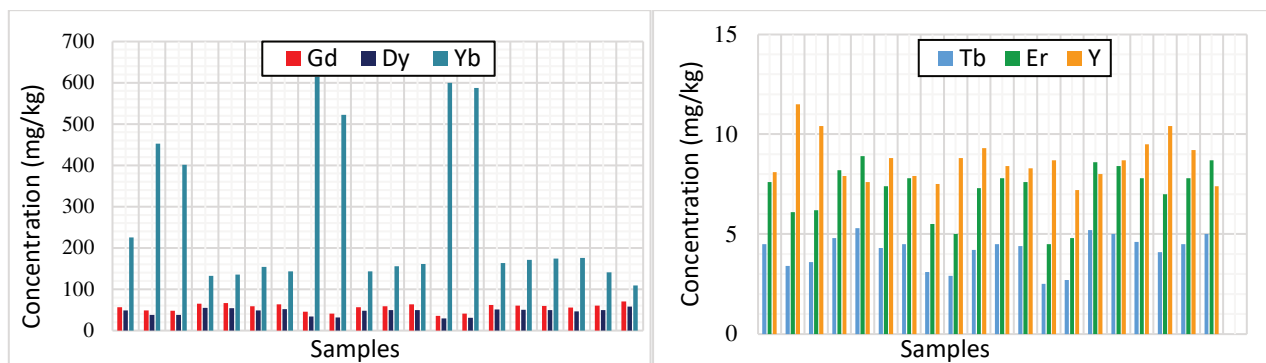 700
600
500
400
300
200
100
0
Concentration (mg/kg)
Gd Dy Yb
Samples
15
10
5
0
Concentration (mg/kg)
Tb Er Y
Samples